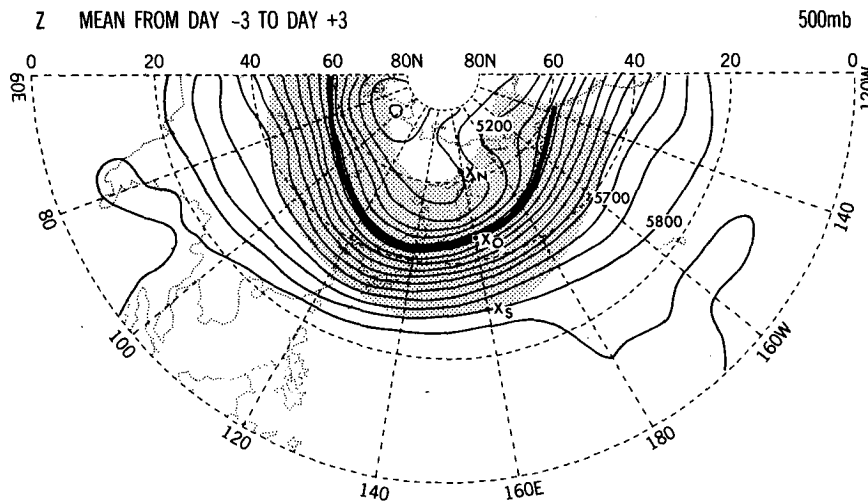 Z MEAN FROM DAY -3 TO DAY +3 500mb
0 20 40 60 80N 80N 60 40 20 0
60E 120W
5200
X_N
5700
5800
X_O
X_S
80 140
100 160W
120 180
140 160E